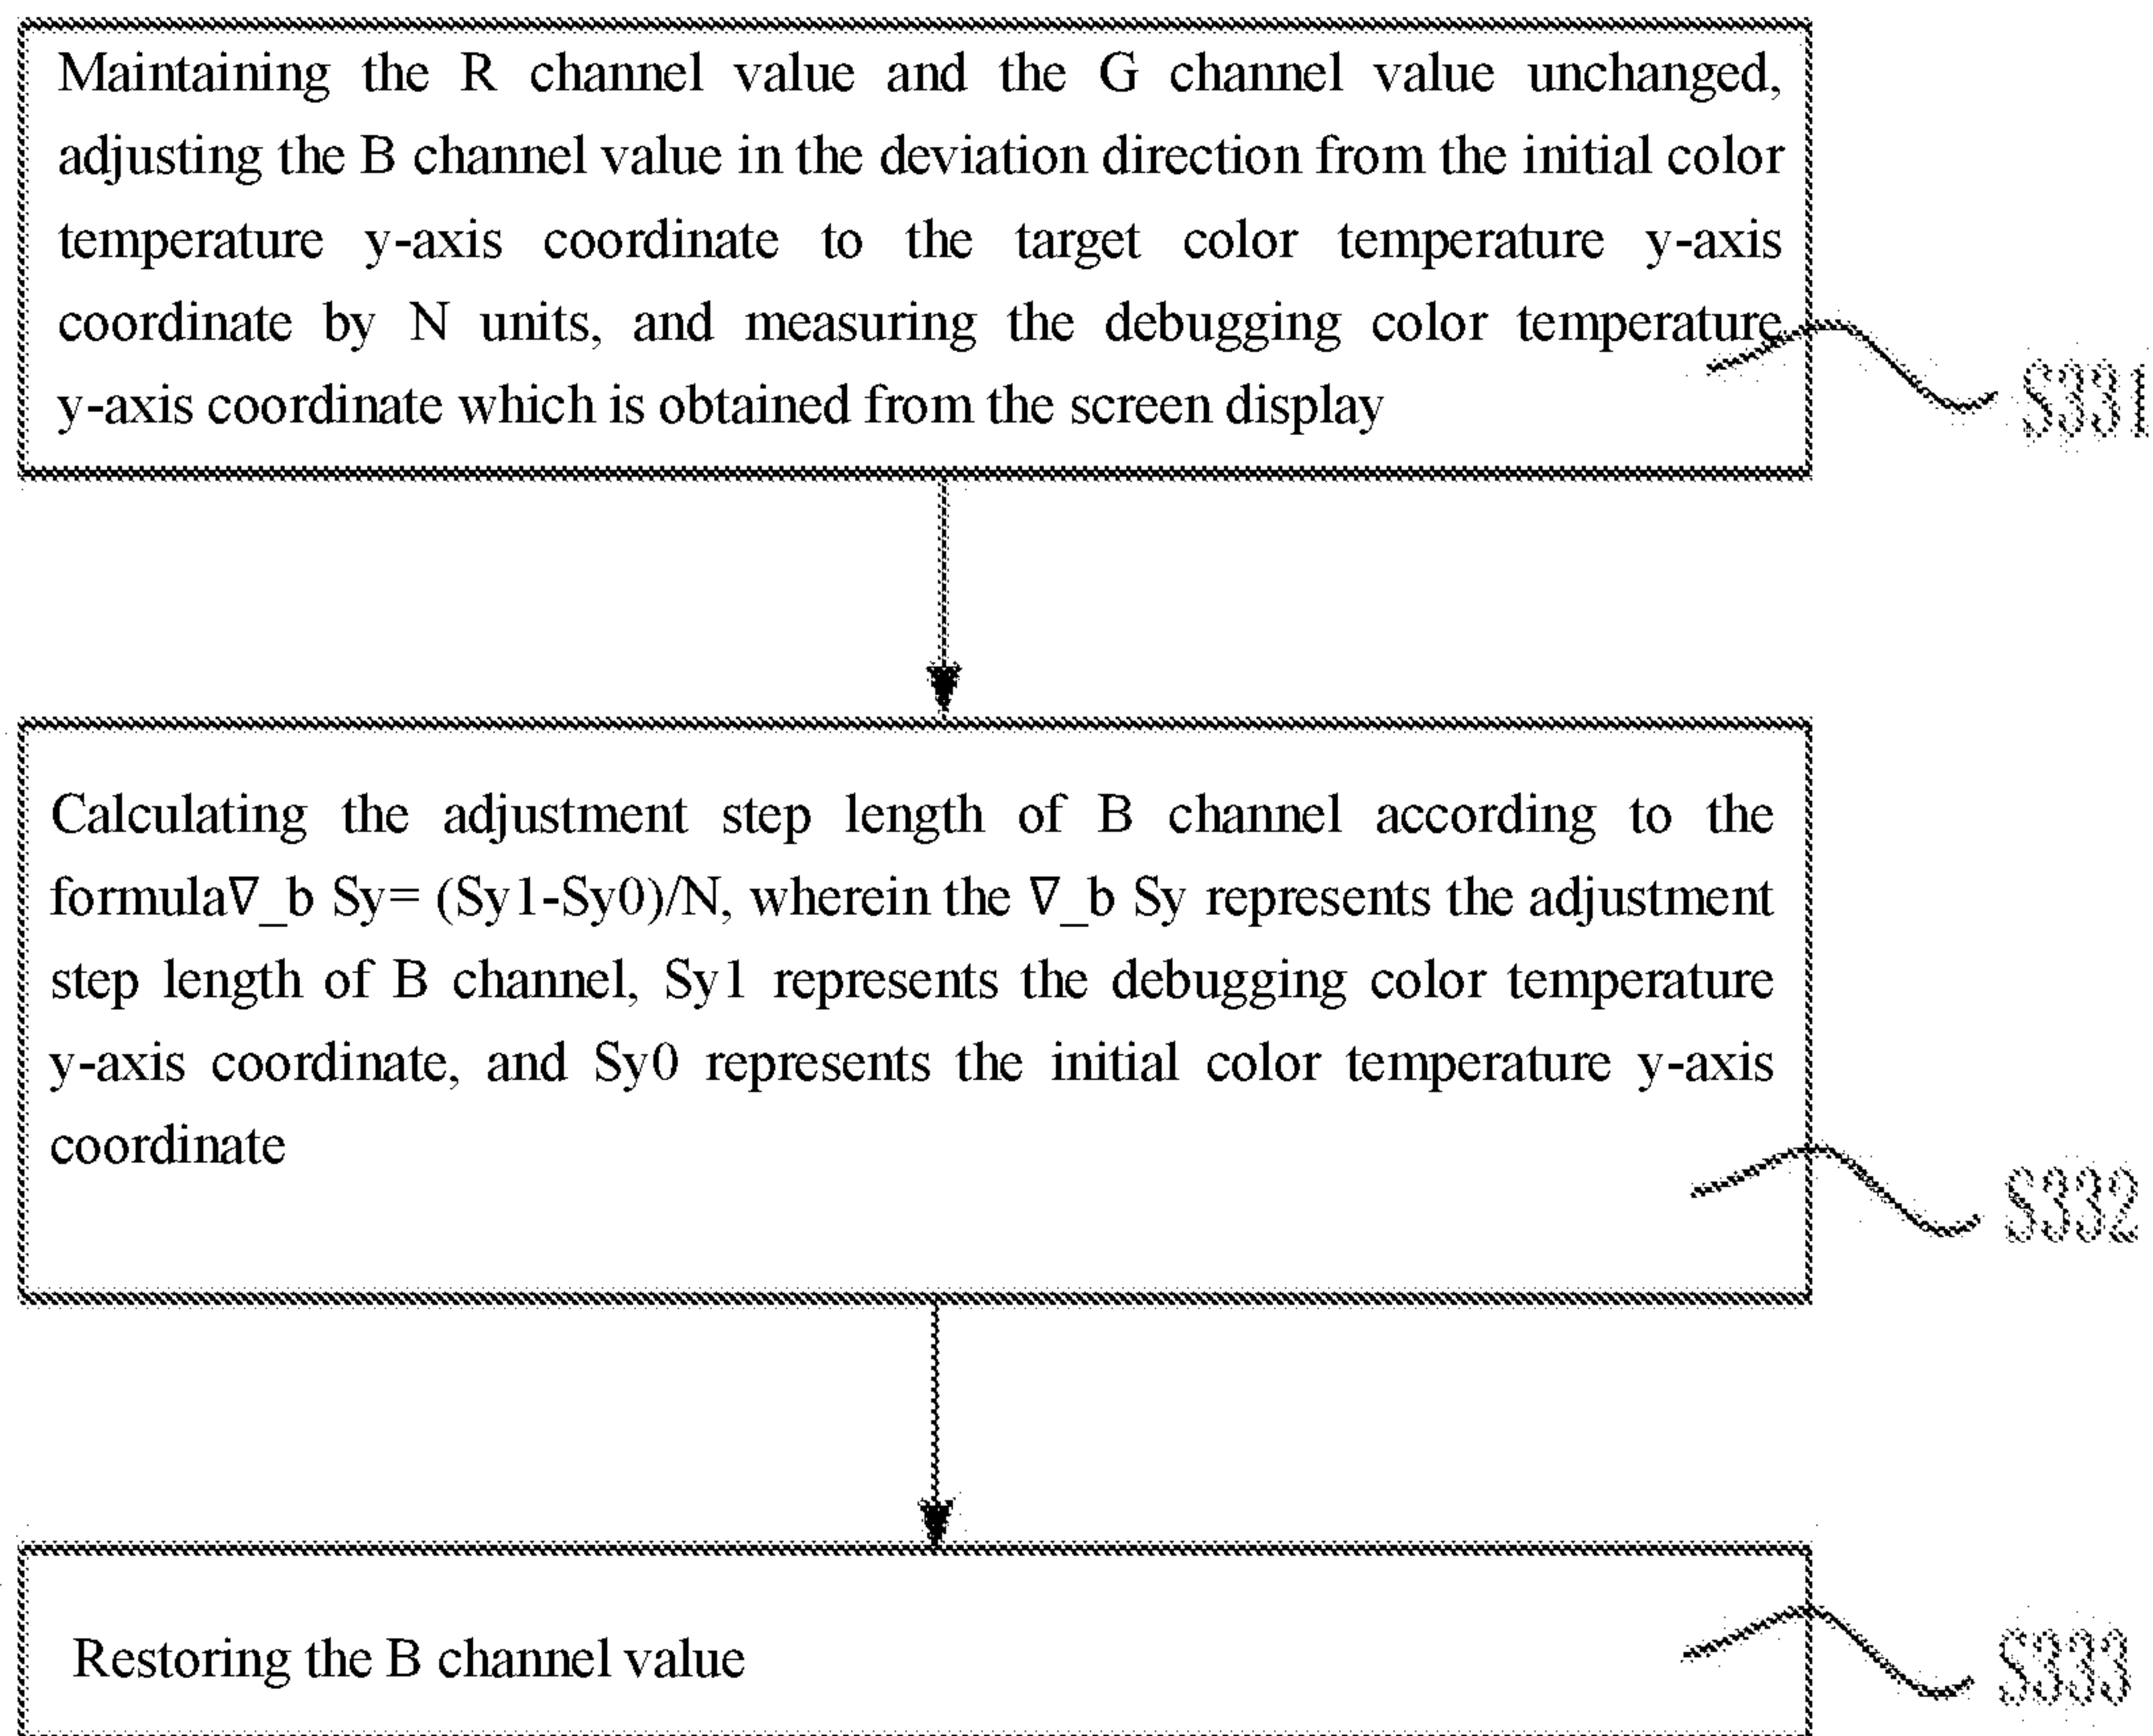 Maintaining the R channel value and the G channel value unchanged,
adjusting the B channel value in the deviation direction from the initial color
temperature y-axis coordinate to the target color temperature y-axis
coordinate by N units, and measuring the debugging color temperature
y-axis coordinate which is obtained from the screen display
S331
Calculating the adjustment step length of B channel according to the
formula∇_b Sy= (Sy1-Sy0)/N, wherein the ∇_b Sy represents the adjustment
step length of B channel, Sy1 represents the debugging color temperature
y-axis coordinate, and Sy0 represents the initial color temperature y-axis
coordinate
S332
Restoring the B channel value
S333